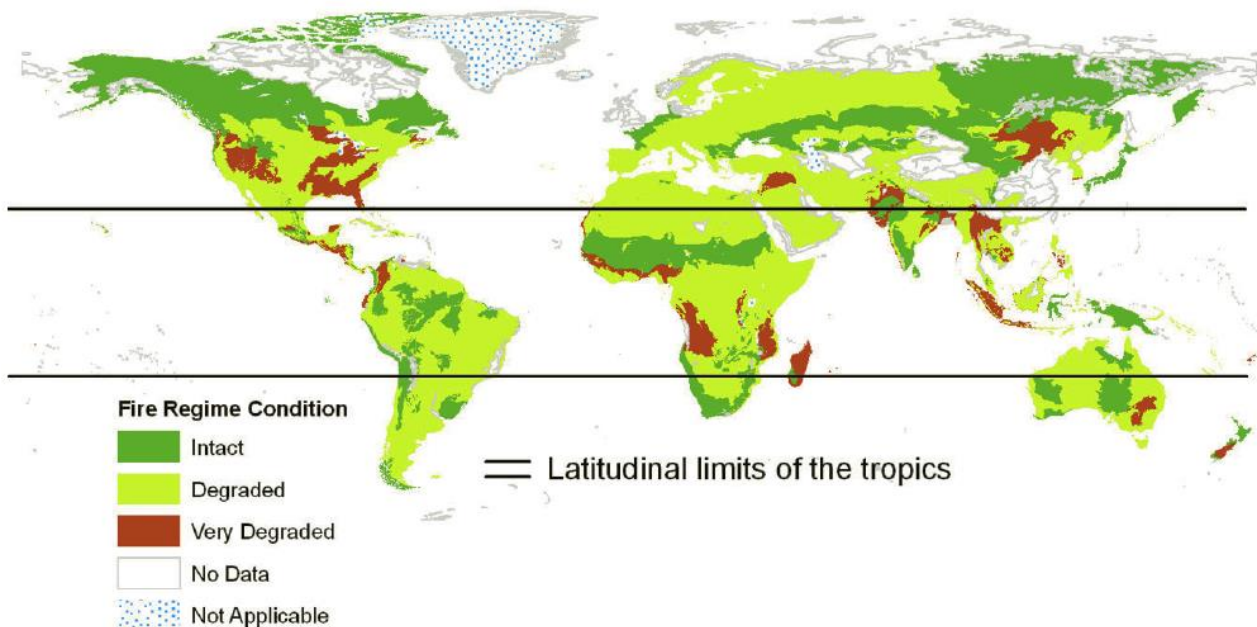 Fire Regime Condition
Intact
Degraded
Very Degraded
No Data
Not Applicable
Latitudinal limits of the tropics